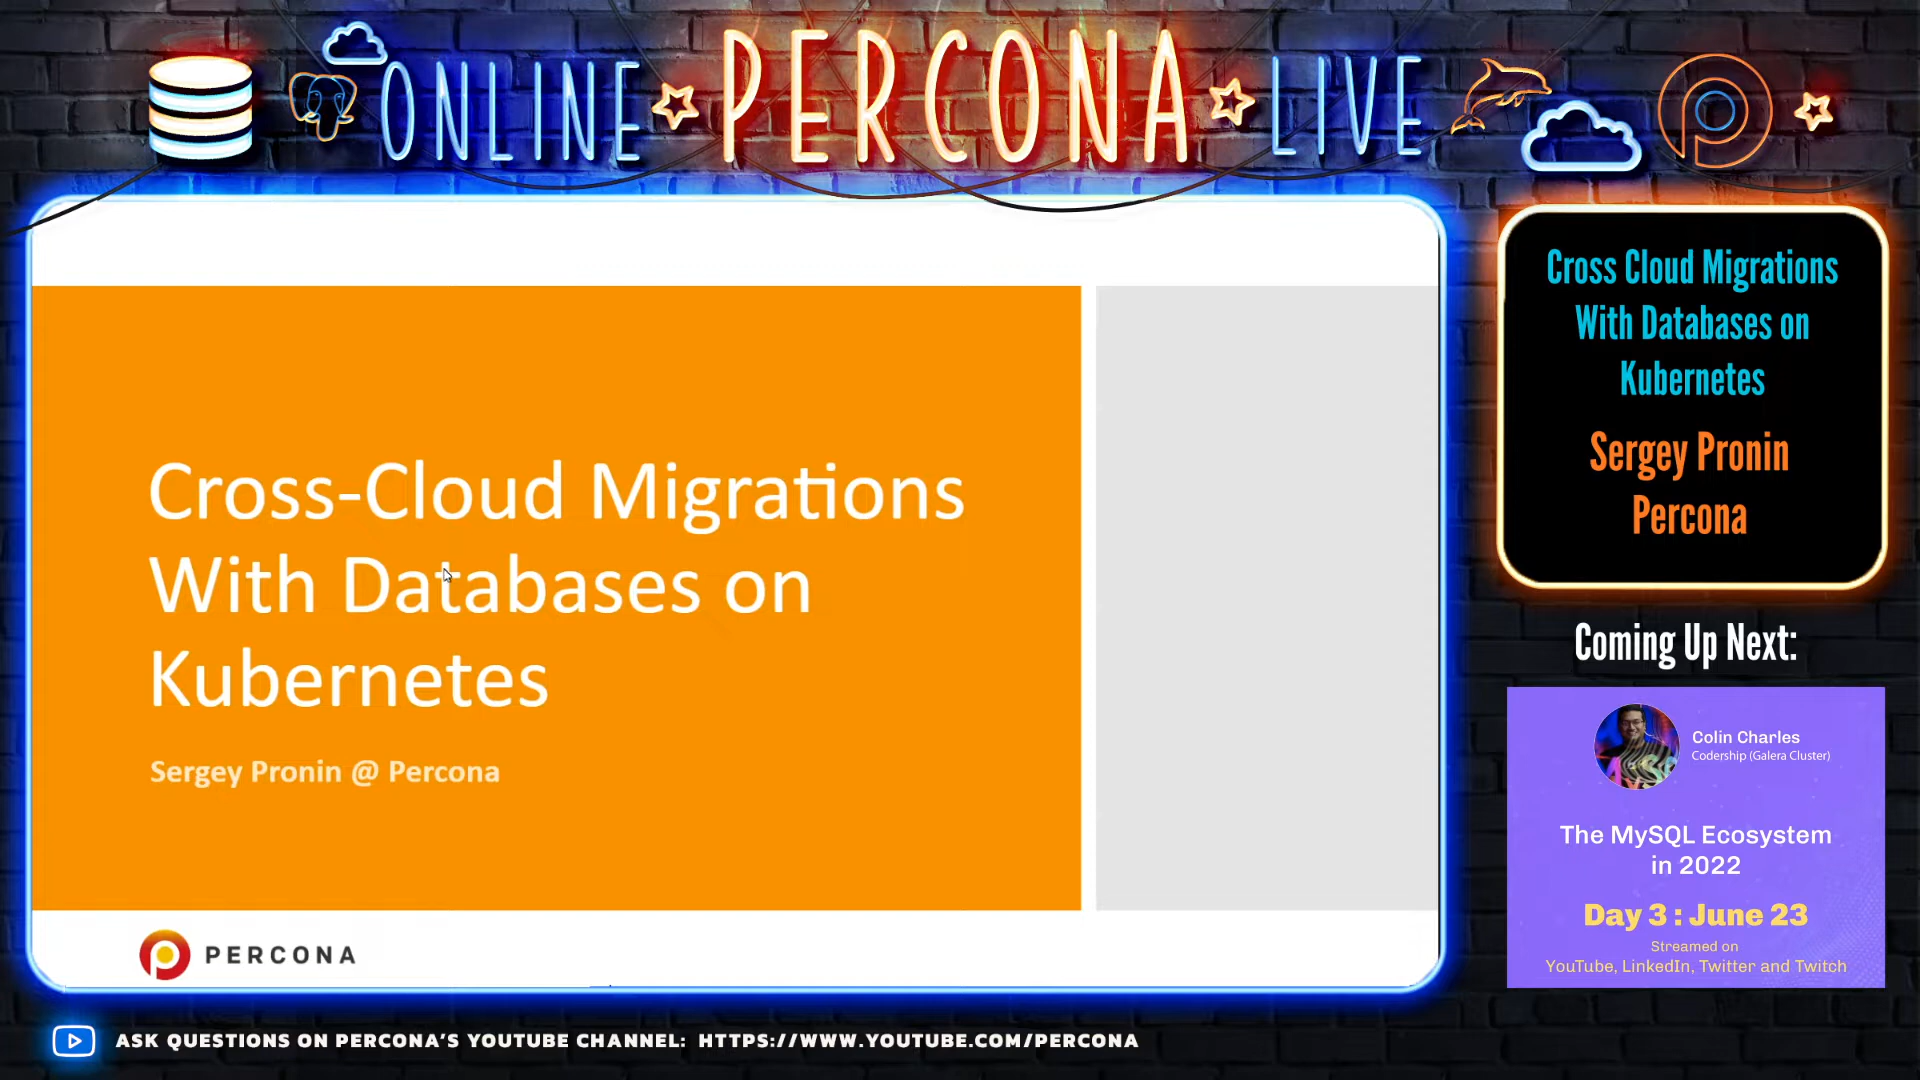 ONLINE PERCONA LIVE
Cross-Cloud Migrations
With Databases on
Kubernetes
Sergey Pronin @ Percona
PERCONA
Cross Cloud Migrations
With Databases on
Kubernetes
Sergey Pronin
Percona
Coming Up Next:
Colin Charles
Codership (Galera Cluster)
The MySQL Ecosystem
in 2022
Day 3 : June 23
Streamed on
YouTube, LinkedIn, Twitter and Twitch
ASK QUESTIONS ON PERCONA'S YOUTUBE CHANNEL: HTTPS://WWW.YOUTUBE.COM/PERCONA